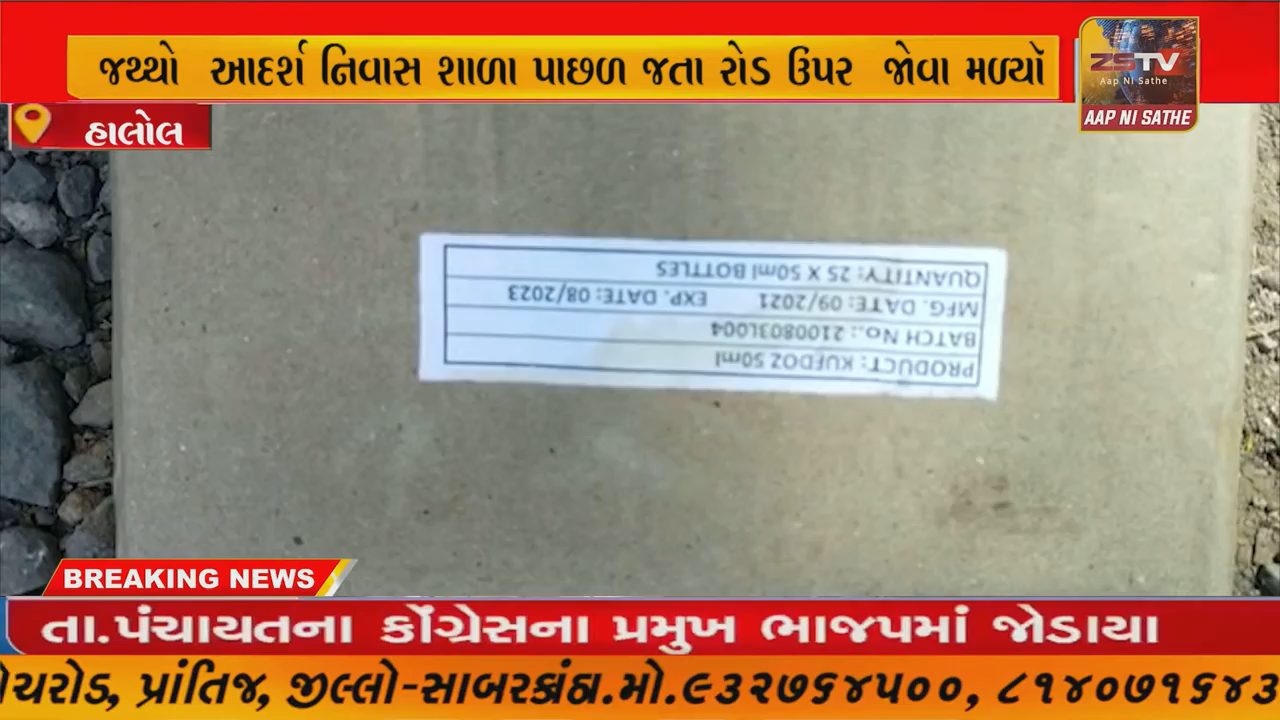 જથ્થો આદર્શ નિવાસ શાળા પાછળ જતા રોડ ઉપર જોવા મળ્યોં
ZSTV
Aap Ni Sathe
AAP NI SATHE
હાલોલ
PRODUCT: KUFDOZ 50ml
BATCH No.: 2100803L004
MFG. DATE: 09/2021 EXP. DATE: 08/2023
QUANTITY: 25 X 50ml BOTTLES
BREAKING NEWS
તા.પંચાયતના કોંગ્રેસના પ્રમુખ ભાજપમાં જોડાયા
ચરોડ, પ્રાંતિજ, જીલ્લો-સાબરકાંઠા.મો.૯૩૨૭૬૪૫૦૦, ૮૧૪૦૭૧૬૪૩